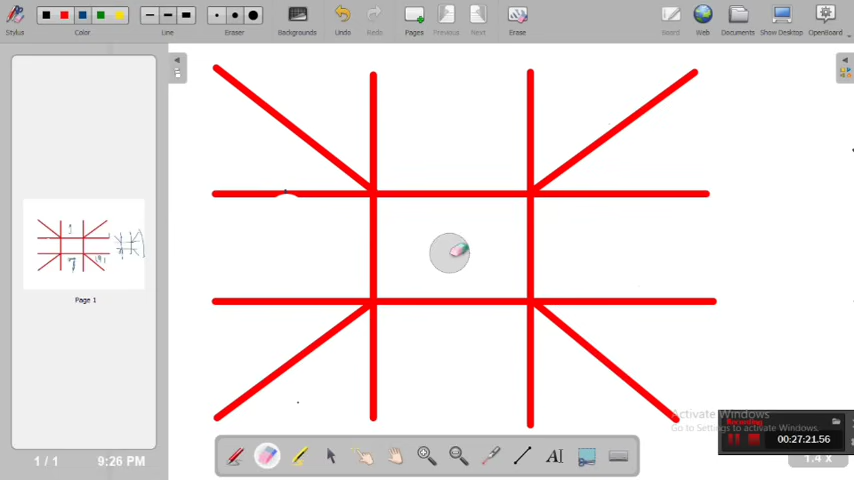 Stylus
Color
Line
Eraser
Backgrounds
Undo
Redo
Pages
Previous
Next
Erase
Board
Web
Documents
Show Desktop
OpenBoard
Page 1
1 / 1
9:26 PM
AI
Activate Windows
Go to Settings to activate Windows.
Recording
00:27:21.56
1.4 x